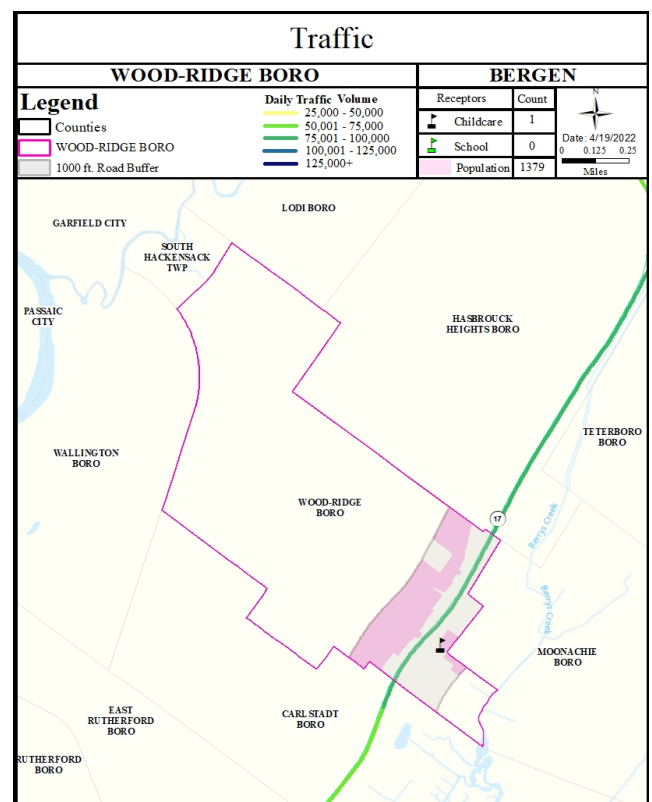 Traffic
WOOD-RIDGE BORO
BERGEN
Legend
Counties
WOOD-RIDGE BORO
1000 ft. Road Buffer
Daily Traffic Volume
25,000 - 50,000
50,001 - 75,000
75,001 - 100,000
100,001 - 125,000
125,000+
Receptors Count
Childcare 1
School 0
Population 1379
N
Date: 4/19/2022
0 0.125 0.25
Miles
LODI BORO
GARFIELD CITY
SOUTH
HACKENSACK
TWP
PASSAIC
CITY
HASBROUCK
HEIGHTS BORO
TETERBORO
BORO
WALLINGTON
BORO
WOOD-RIDGE
BORO
17
Berrys Creek
Berrys Creek
MOONACHIE
BORO
EAST
RUTHERFORD
BORO
CARLSTADT
BORO
RUTHERFORD
BORO